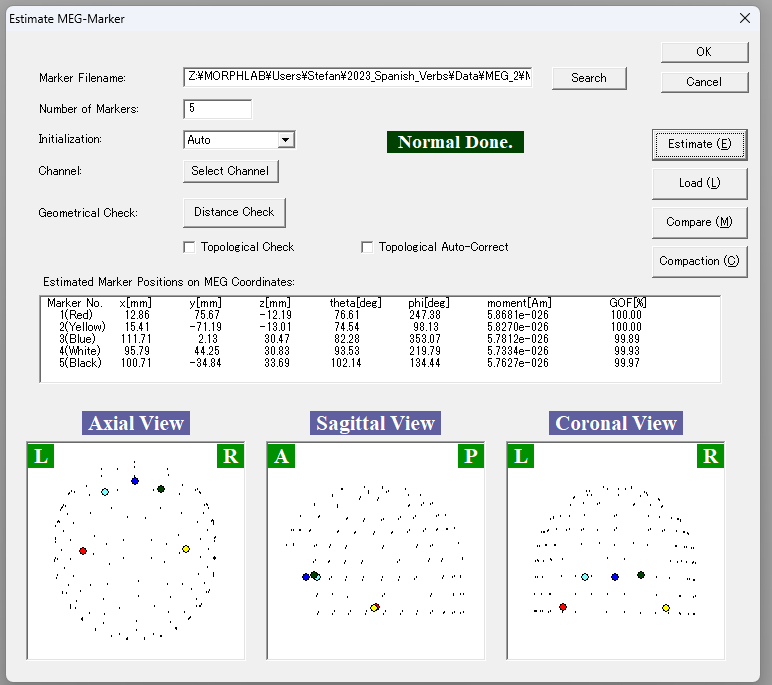 Estimate MEG-Marker
OK
Marker Filename: Z:¥MORPHLAB¥Users¥Stefan¥2023_Spanish_Verbs¥Data¥MEG_2¥ Search
Cancel
Number of Markers: 5
Initialization: Auto
Normal Done.
Estimate (E)
Channel: Select Channel
Load (L)
Geometrical Check: Distance Check
Compare (M)
Topological Check Topological Auto-Correct
Compaction (C)
Estimated Marker Positions on MEG Coordinates:
Marker No. x[mm] y[mm] z[mm] theta[deg] phi[deg] moment[Am] GOF[%]
1(Red) 12.86 75.67 -12.19 76.61 247.38 5.8681e-026 100.00
2(Yellow) 15.41 -71.19 -13.01 74.54 98.13 5.8270e-026 100.00
3(Blue) 111.71 2.13 30.47 82.28 353.07 5.7812e-026 99.89
4(White) 95.79 44.25 30.83 93.53 219.79 5.7334e-026 99.93
5(Black) 100.71 -34.84 33.69 102.14 134.44 5.7627e-026 99.97
Axial View Sagittal View Coronal View
L R A P L R